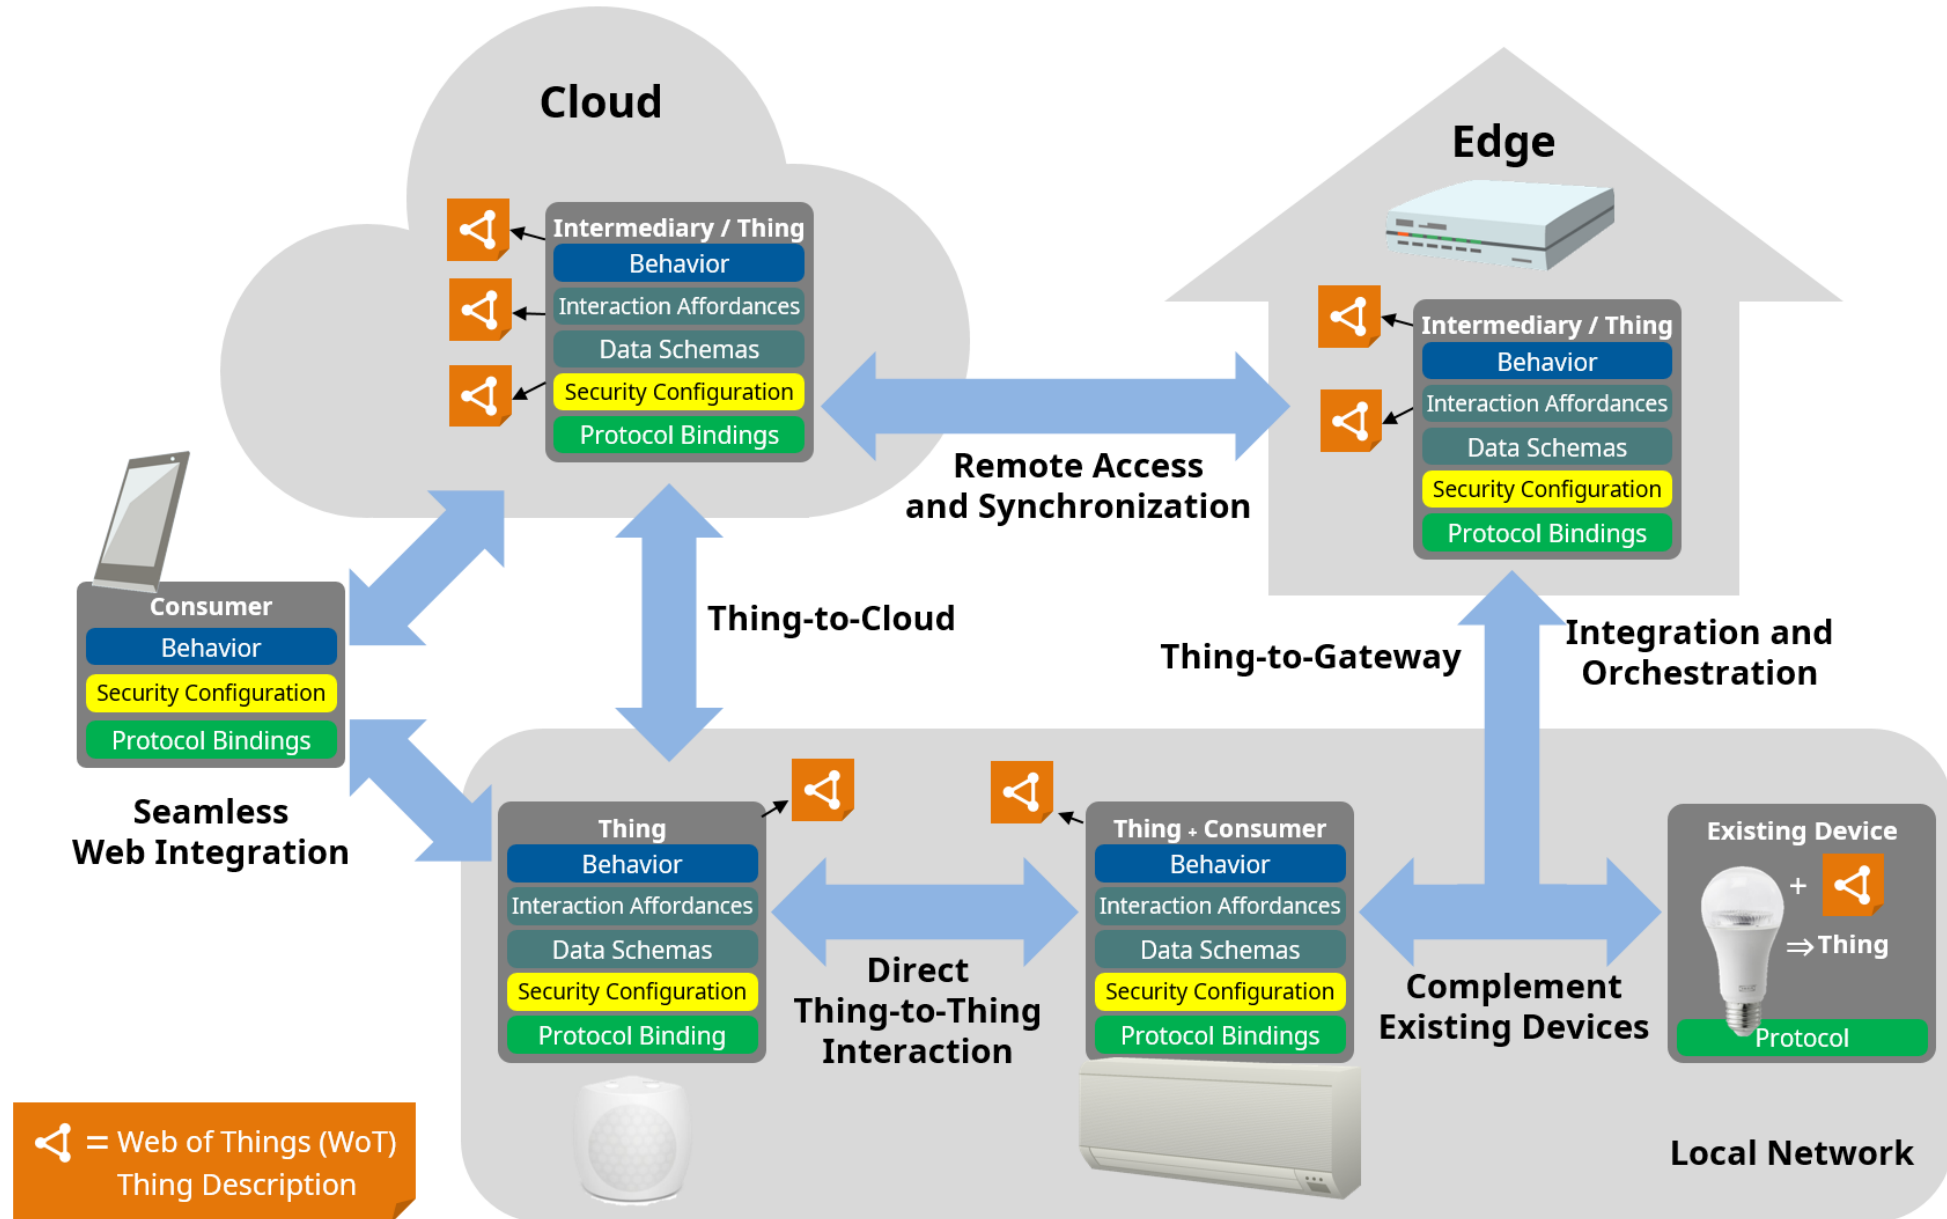 Cloud
Intermediary / Thing
Behavior
Interaction Affordances
Data Schemas
Security Configuration
Protocol Bindings
Edge
Intermediary / Thing
Behavior
Interaction Affordances
Data Schemas
Security Configuration
Protocol Bindings
Remote Access
and Synchronization
Consumer
Behavior
Security Configuration
Protocol Bindings
Seamless
Web Integration
Thing-to-Cloud
Thing-to-Gateway
Integration and
Orchestration
Thing
Behavior
Interaction Affordances
Data Schemas
Security Configuration
Protocol Binding
Direct
Thing-to-Thing
Interaction
Thing + Consumer
Behavior
Interaction Affordances
Data Schemas
Security Configuration
Protocol Bindings
Complement
Existing Devices
Existing Device
+
⇒ Thing
Protocol
Local Network
= Web of Things (WoT)
Thing Description